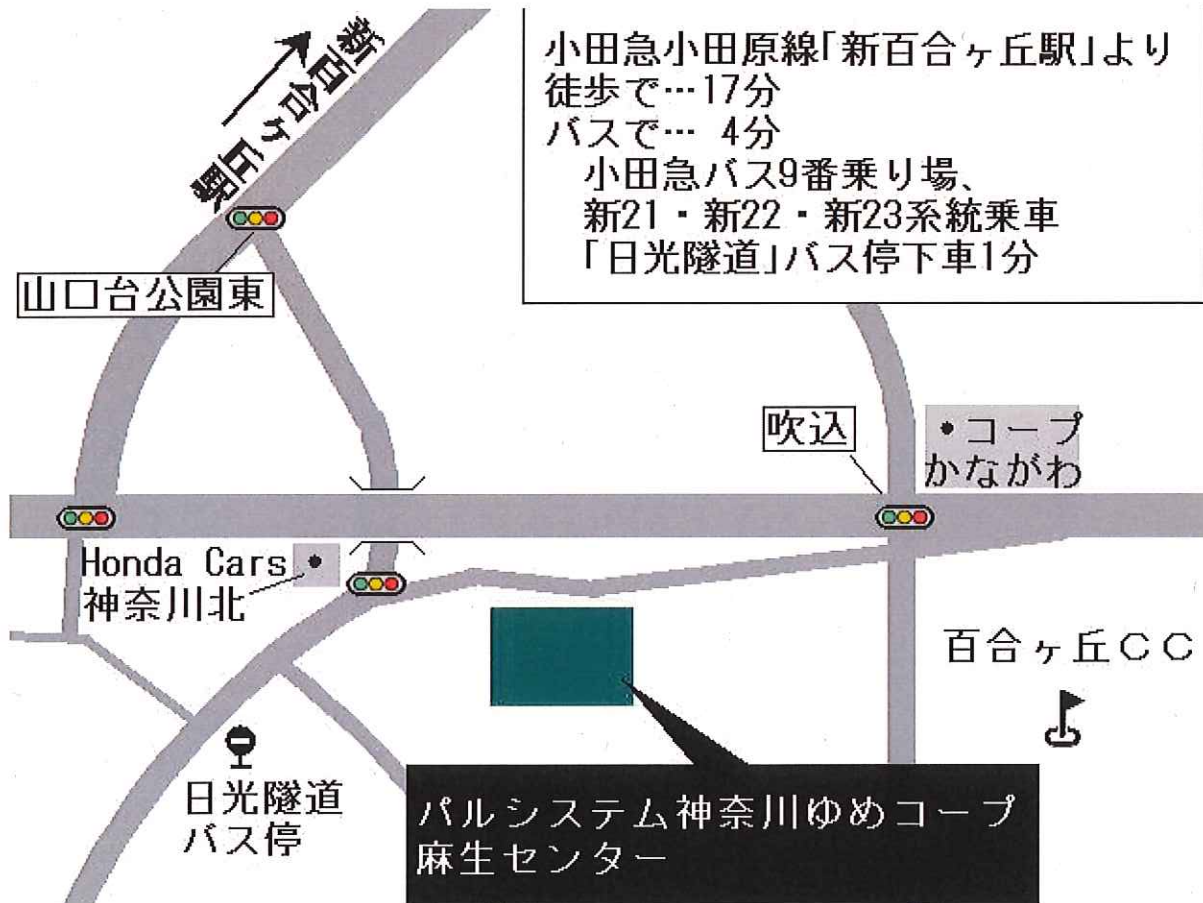 新百合ヶ丘駅
小田急小田原線「新百合ヶ丘駅」より
徒歩で…17分
バスで… 4分
小田急バス9番乗り場、
新21・新22・新23系統乗車
「日光隧道」バス停下車1分
山口台公園東
吹込
・コープ
かながわ
Honda Cars
神奈川北
百合ヶ丘CC
日光隧道
バス停
パルシステム神奈川ゆめコープ
麻生センター